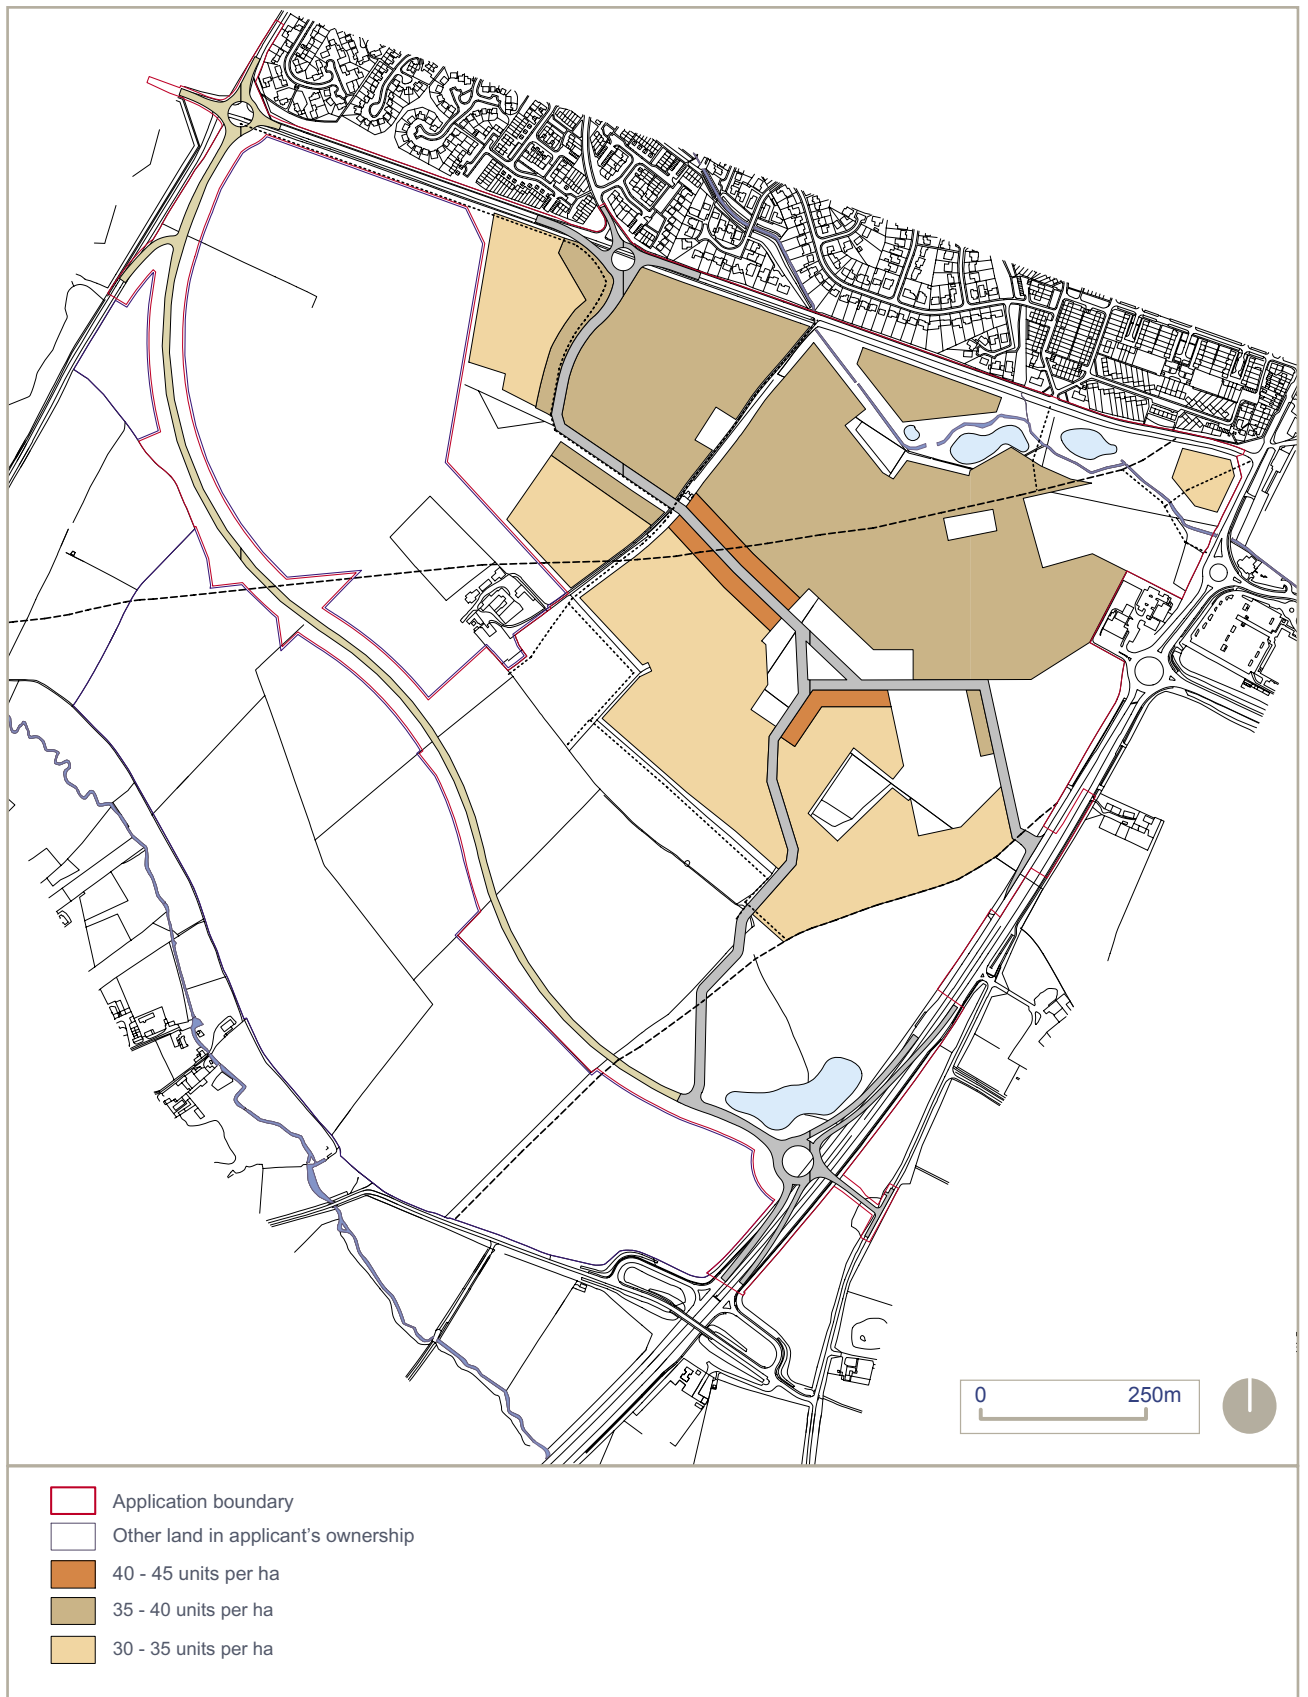 0 250m
Application boundary
Other land in applicant's ownership
40 - 45 units per ha
35 - 40 units per ha
30 - 35 units per ha